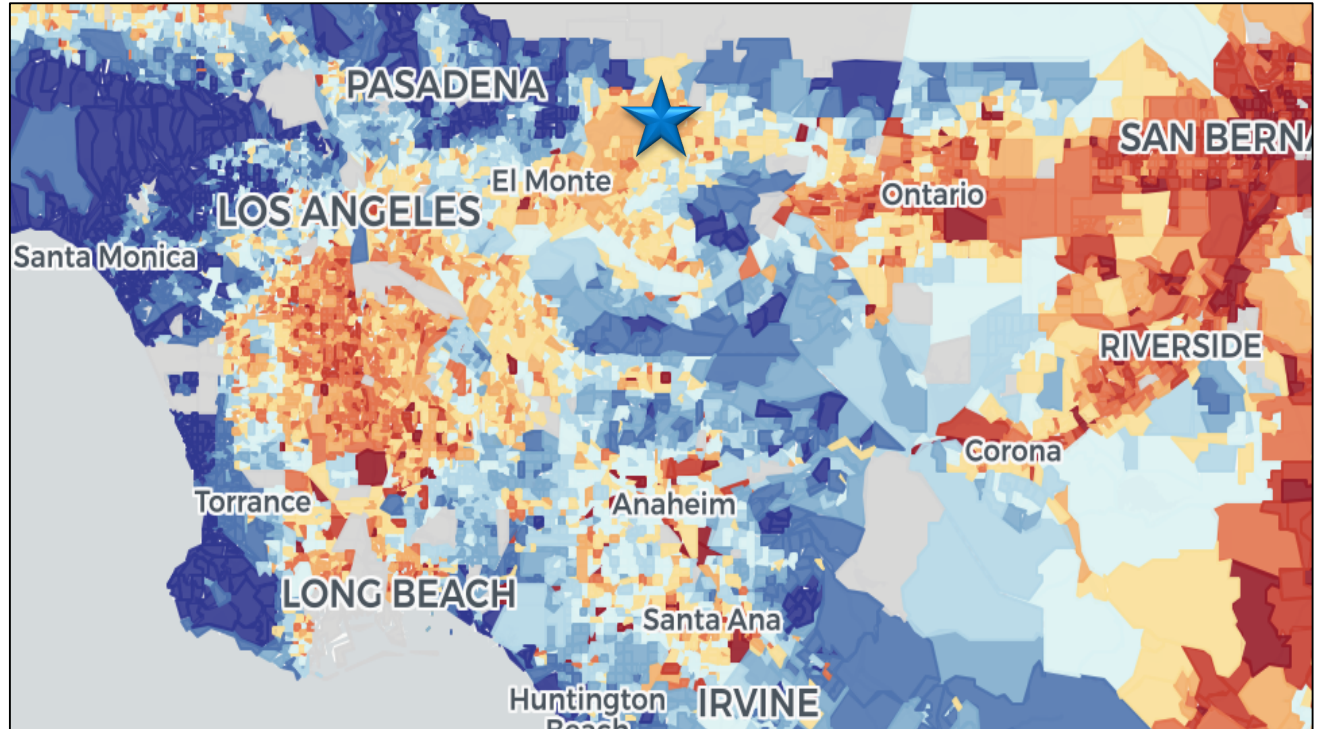 PASADENA
SAN BERNA
El Monte
Ontario
LOS ANGELES
Santa Monica
RIVERSIDE
Corona
Torrance
Anaheim
LONG BEACH
Santa Ana
Huntington
Beach
IRVINE